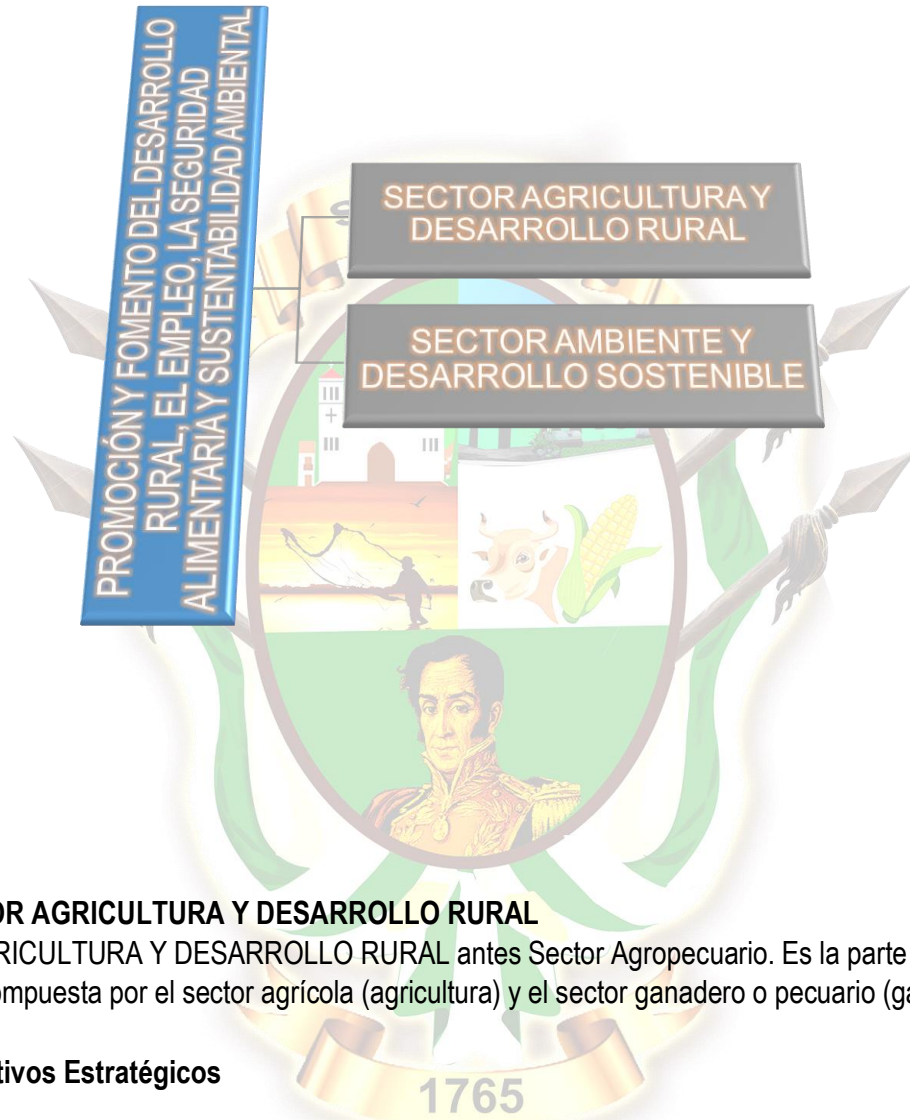 PROMOCIÓN Y FOMENTO DEL DESARROLLO
RURAL, EL EMPLEO, LA SEGURIDAD
ALIMENTARIA Y SUSTENTABILIDAD AMBIENTAL
SECTOR AGRICULTURA Y
DESARROLLO RURAL
SECTOR AMBIENTE Y
DESARROLLO SOSTENIBLE
OR AGRICULTURA Y DESARROLLO RURAL
RICULTURA Y DESARROLLO RURAL antes Sector Agropecuario. Es la parte
ompuesta por el sector agrícola (agricultura) y el sector ganadero o pecuario (ga
tivos Estratégicos
1765